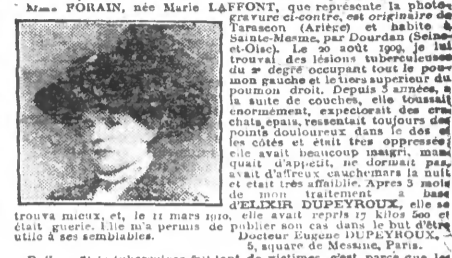 Mme FORAIN, née Marie LAFFONT, que représente la photo-
gravure ci-contre, est originaire de
Tarascon (Ariège) et habite à
Sainte-Mesme, par Dourdan (Seine-
et-Oise). Le 20 août 1909, je lui
trouvai des lésions tuberculeuses
du 2e degré occupant tout le pou-
mon gauche et le tiers supérieur du
poumon droit. Depuis 3 années, à
la suite de couches, elle toussait
énormément, expectorait des cra-
chats épais, ressentait toujours des
points douloureux dans le dos et
les côtés et était très oppressée;
elle avait beaucoup maigri, man-
quait d'appétit, ne dormait pas,
avait d'affreux cauchemars la nuit
et était très affaiblie. Après 3 mois
de mon traitement à base
d'ELIXIR DUPEYROUX, elle se
trouva mieux, et, le 11 mars 1910, elle avait repris 17 kilos 500 et
était guérie. Elle m'a permis de publier son cas dans le but d'être
utile à ses semblables. Docteur Eugène DUPEYROUX,
5, square de Messine, Paris.